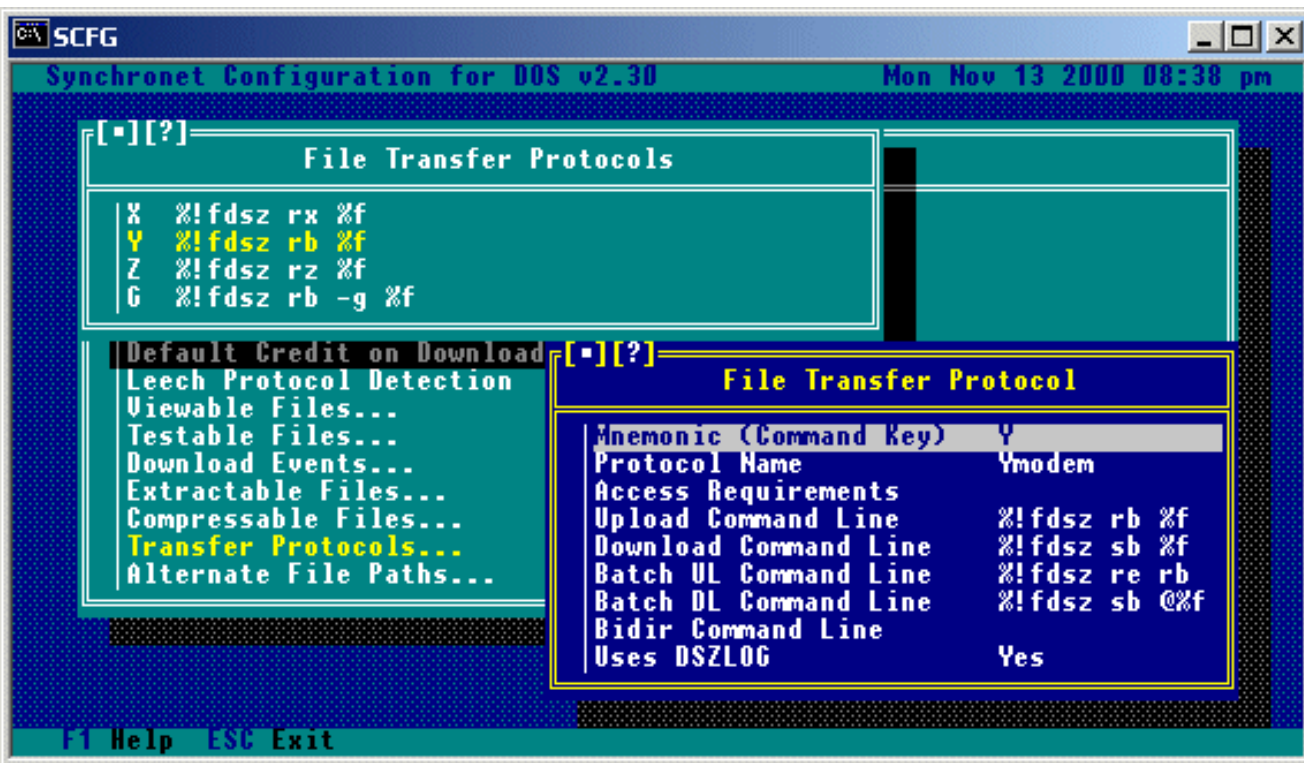 SCFG
Synchronet Configuration for DOS v2.30 Mon Nov 13 2000 08:38 pm
[▪][?]
File Transfer Protocols
X %!fdsz rx %f
Y %!fdsz rb %f
Z %!fdsz rz %f
G %!fdsz rb -g %f
Default Credit on Download
Leech Protocol Detection
Viewable Files...
Testable Files...
Download Events...
Extractable Files...
Compressable Files...
Transfer Protocols...
Alternate File Paths...
[▪][?]
File Transfer Protocol
Mnemonic (Command Key) Y
Protocol Name Ymodem
Access Requirements
Upload Command Line %!fdsz rb %f
Download Command Line %!fdsz sb %f
Batch UL Command Line %!fdsz re rb
Batch DL Command Line %!fdsz sb @%f
Bidir Command Line
Uses DSZLOG Yes
F1 Help ESC Exit